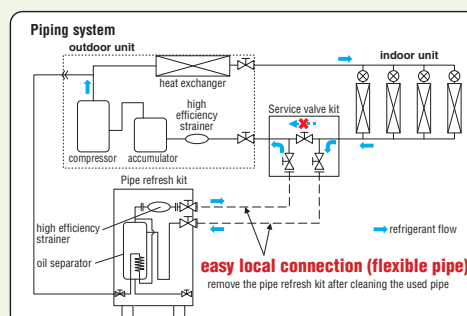 Piping system
outdoor unit
indoor unit
heat exchanger
high
efficiency
strainer
Service valve kit
compressor
accumulator
Pipe refresh kit
high efficiency
strainer
oil separator
refrigerant flow
easy local connection (flexible pipe)
remove the pipe refresh kit after cleaning the used pipe